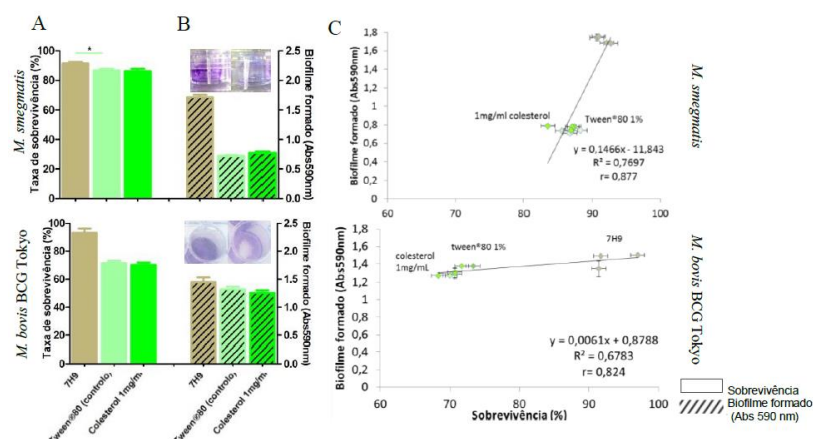 A
B
C
M. smegmatis
Taxa de sobrevivência (%)
100
80
60
40
20
0
*
2.5
2.0
1.5
1.0
0.5
0.0
Biofilme formado (Abs590nm)
Biofilme formado (Abs590nm)
1,8
1,6
1,4
1,2
1
0,8
0,6
0,4
0,2
0
1mg/ml colesterol
Tween®80 1%
y = 0,1466x - 11,843
R² = 0,7697
r= 0,877
60
70
80
90
100
M. smegmatis
M. bovis BCG Tokyo
Taxa de sobrevivência (%)
100
80
60
40
20
0
7H9
Tween®80 (controlo,
Colesterol 1mg/m.
2.5
2.0
1.5
1.0
0.5
0.0
Biofilme formado (Abs590nm)
7H9
Tween®80 (controlo,
Colesterol 1mg/m.
Biofilme formado (Abs590nm)
1,8
1,6
1,4
1,2
1
0,8
0,6
0,4
0,2
0
colesterol
1mg/mL
tween®80 1%
7H9
y = 0,0061x + 0,8788
R² = 0,6783
r= 0,824
60
70
80
90
100
Sobrevivência (%)
M. bovis BCG Tokyo
Sobrevivência
Biofilme formado
(Abs 590 nm)